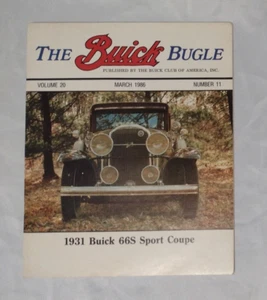 THE Buick BUGLE
PUBLISHED BY THE BUICK CLUB OF AMERICA, INC.
VOLUME 20 MARCH 1986 NUMBER 11
1931 Buick 66S Sport Coupe